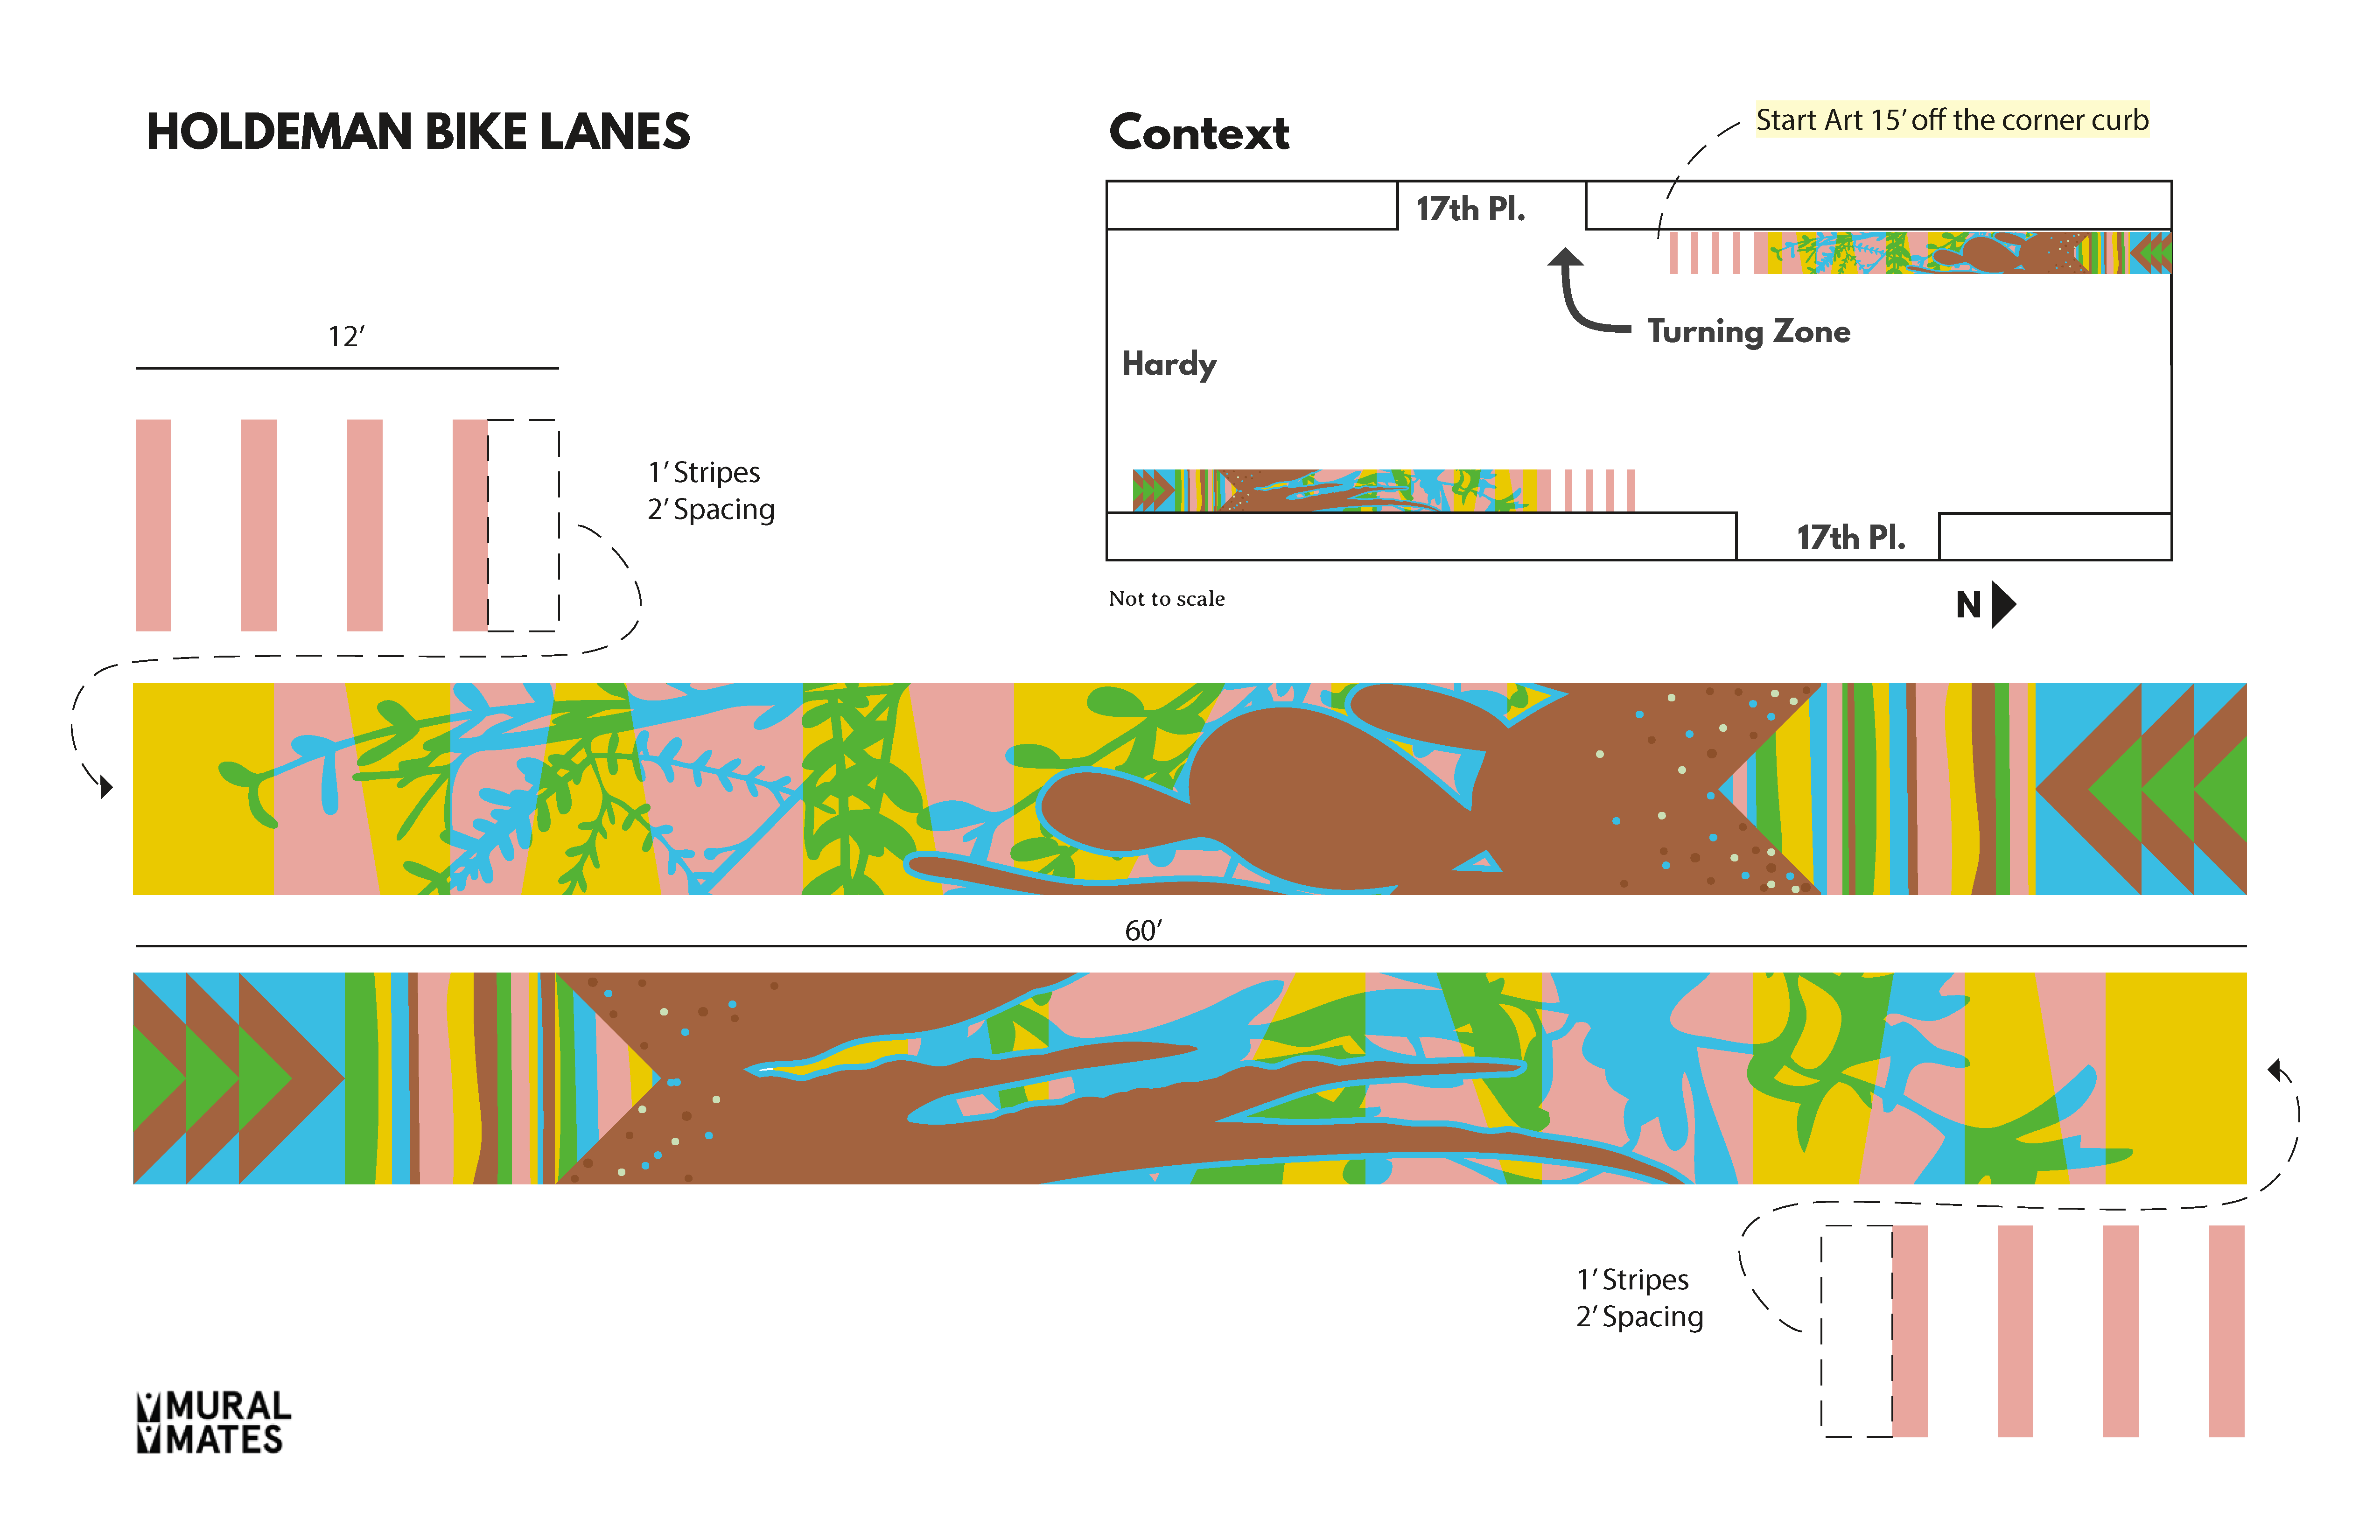 HOLDEMAN BIKE LANES
Context
Start Art 15’ off the corner curb
17th Pl.
Turning Zone
Hardy
17th Pl.
Not to scale
N
12’
1’ Stripes
2’ Spacing
60’
1’ Stripes
2’ Spacing
MURAL
MATES